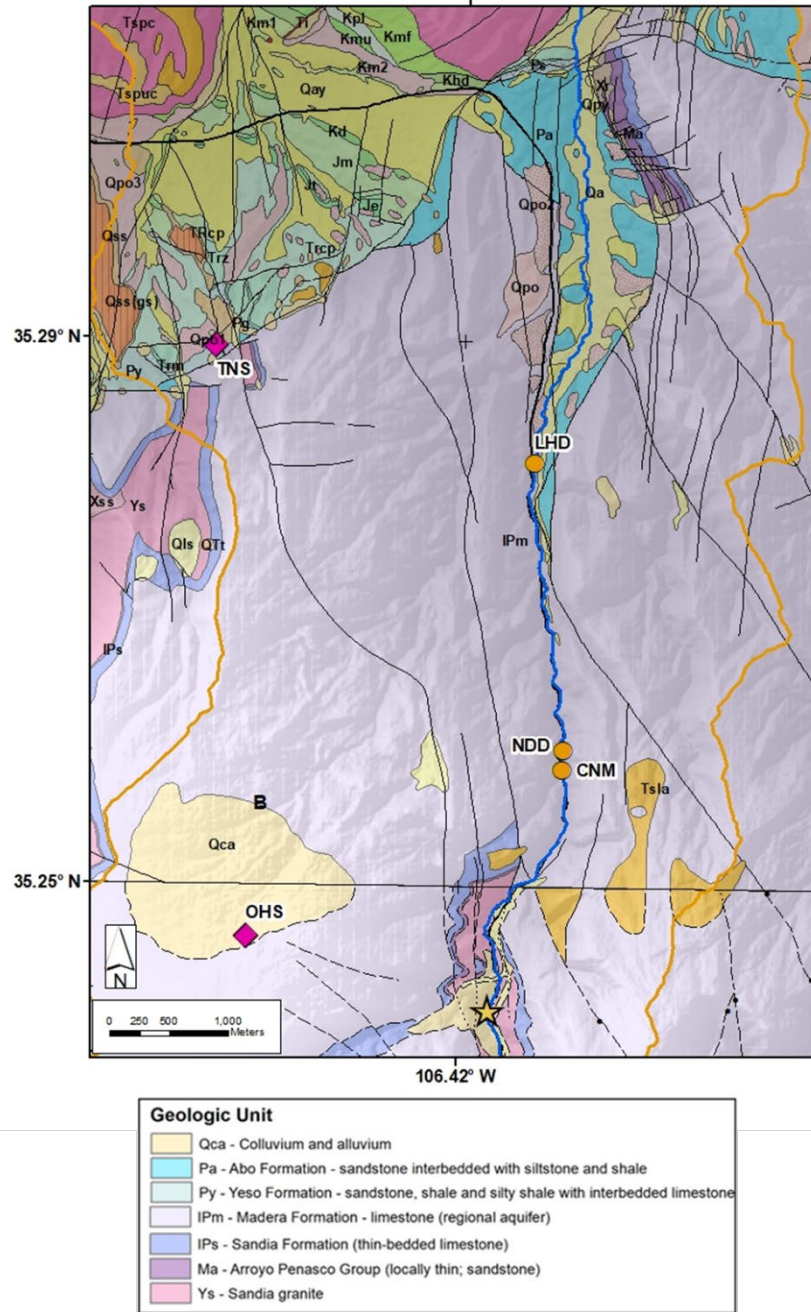 Tspc
Km1
Tl
Kpl
Kmu
Kmf
Km2
Khd
Ps
Tspuc
Qay
Xr
Qpy
Kd
Pa
Ma
Jm
Qpo3
Jt
Je
Qpo2
Qa
Qss
TRcp
Trcp
Trz
Qss(gs)
Qpo
Pg
35.29° N
Qpo1
TNS
Py
Trm
LHD
Xss
Ys
IPm
Qls
QTt
IPs
NDD
CNM
Tsla
B
Qca
35.25° N
OHS
N
0 250 500 1,000
Meters
106.42° W
Geologic Unit
Qca - Colluvium and alluvium
Pa - Abo Formation - sandstone interbedded with siltstone and shale
Py - Yeso Formation - sandstone, shale and silty shale with interbedded limestone
IPm - Madera Formation - limestone (regional aquifer)
IPs - Sandia Formation (thin-bedded limestone)
Ma - Arroyo Penasco Group (locally thin; sandstone)
Ys - Sandia granite